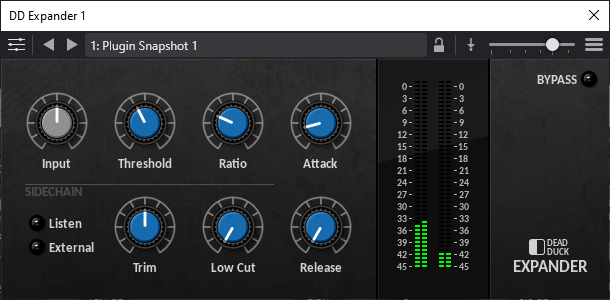 DD Expander 1
1: Plugin Snapshot 1
BYPASS
Input
Threshold
Ratio
Attack
SIDECHAIN
Listen
External
Trim
Low Cut
Release
0 0
3 3
6 6
9 9
12 12
15 15
18 18
21 21
24 24
27 27
30 30
33 33
36 36
39 39
42 42
45 45
DEAD
DUCK
EXPANDER